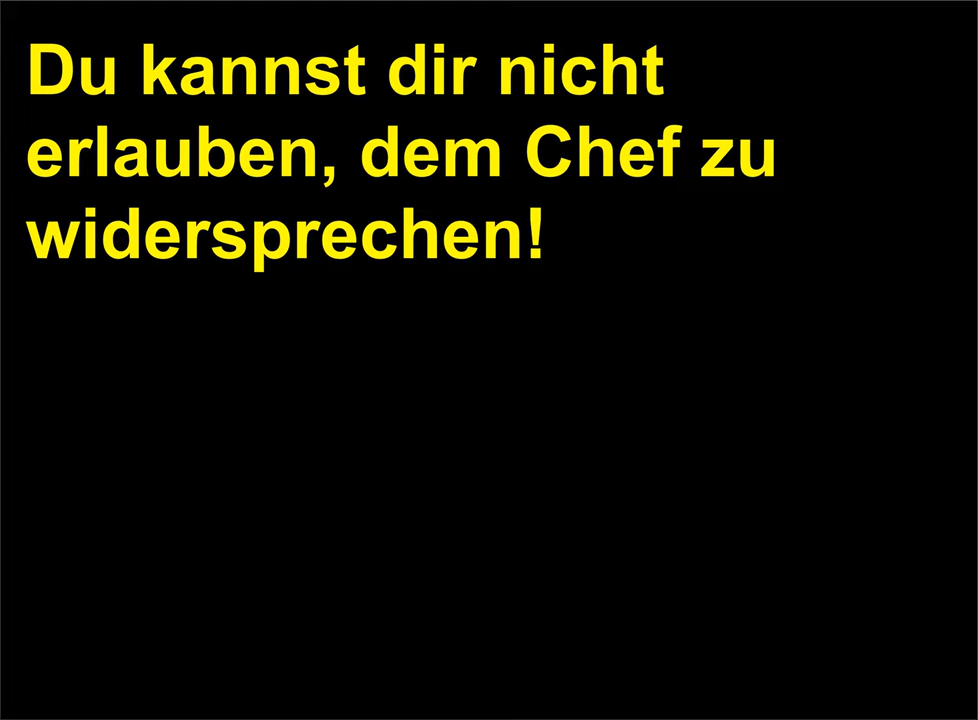 Du kannst dir nicht
erlauben, dem Chef zu
widersprechen!